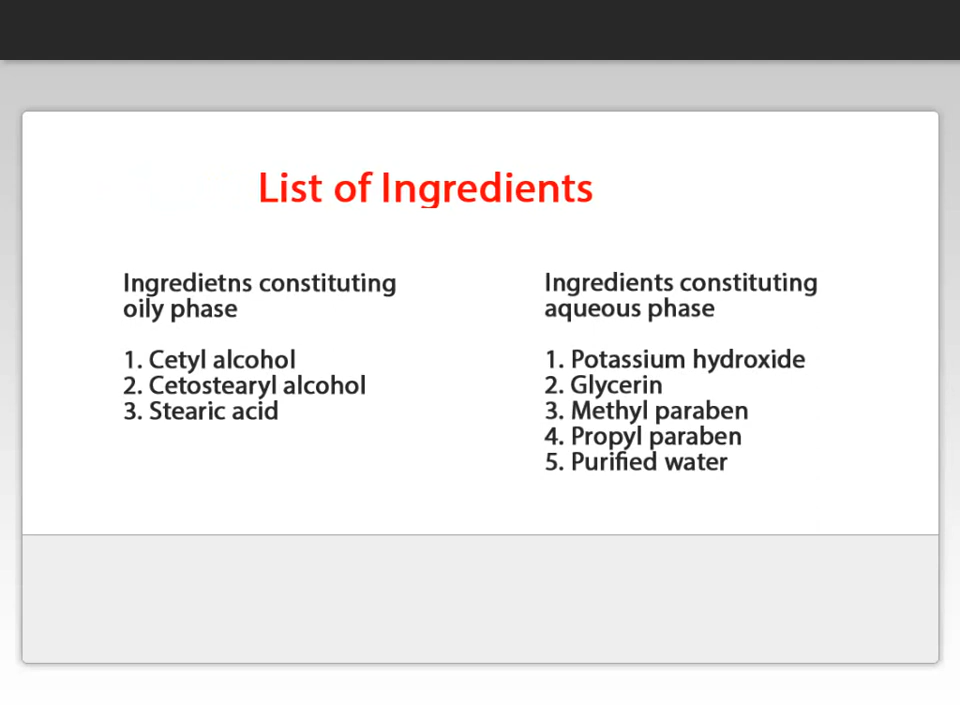 List of Ingredients
Ingredietns constituting
oily phase
1. Cetyl alcohol
2. Cetostearyl alcohol
3. Stearic acid
Ingredients constituting
aqueous phase
1. Potassium hydroxide
2. Glycerin
3. Methyl paraben
4. Propyl paraben
5. Purified water